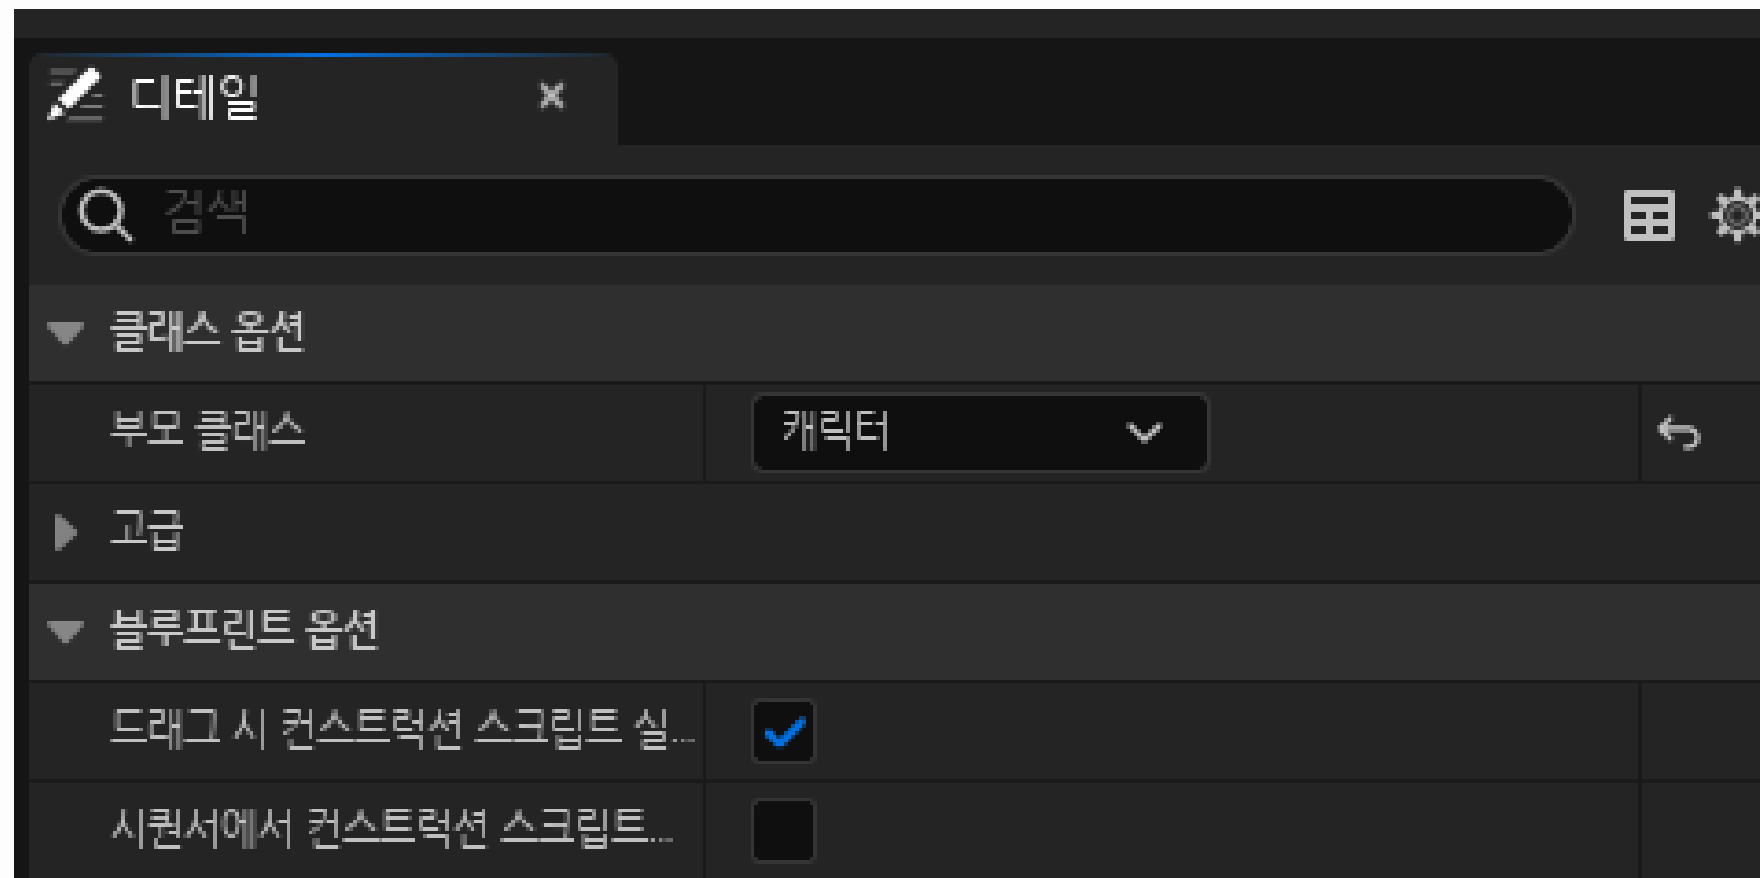 디테일
검색
클래스 옵션
부모 클래스 캐릭터
고급
블루프린트 옵션
드래그 시 컨스트럭션 스크립트 실...
시퀀서에서 컨스트럭션 스크립트...